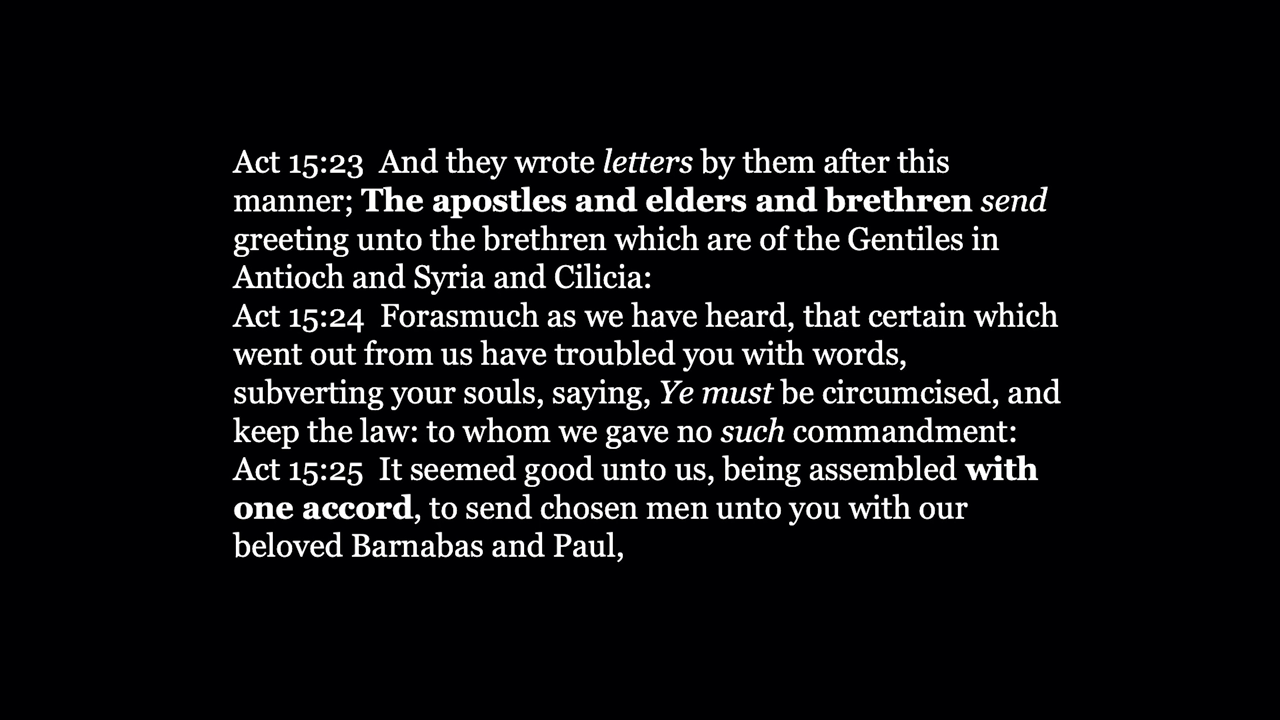 Act 15:23  And they wrote letters by them after this
manner; The apostles and elders and brethren send
greeting unto the brethren which are of the Gentiles in
Antioch and Syria and Cilicia:
Act 15:24  Forasmuch as we have heard, that certain which
went out from us have troubled you with words,
subverting your souls, saying, Ye must be circumcised, and
keep the law: to whom we gave no such commandment:
Act 15:25  It seemed good unto us, being assembled with
one accord, to send chosen men unto you with our
beloved Barnabas and Paul,